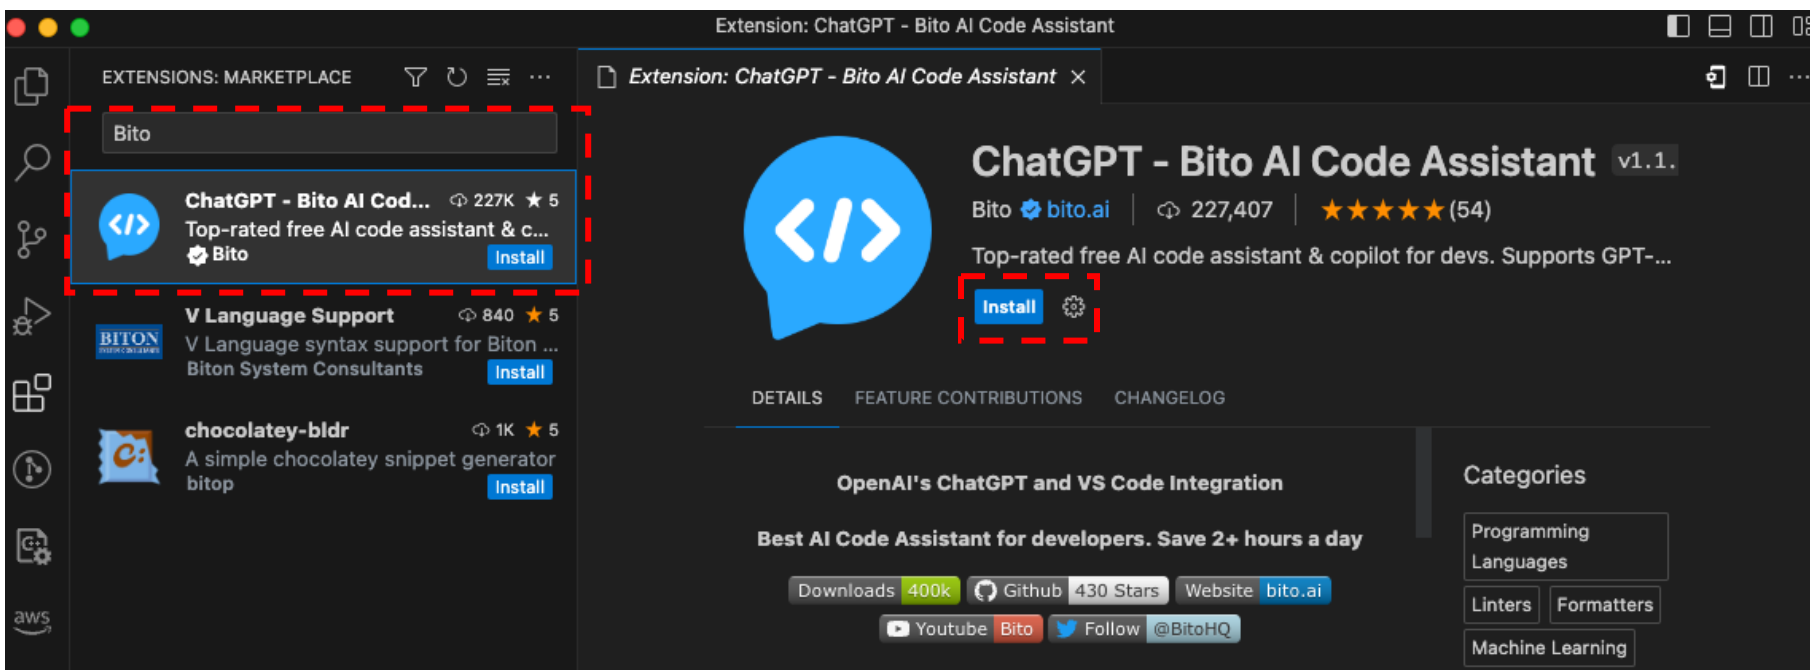 Extension: ChatGPT - Bito AI Code Assistant
EXTENSIONS: MARKETPLACE
Bito
ChatGPT - Bito AI Cod... 227K ★ 5
Top-rated free AI code assistant & c...
Bito
Install
V Language Support 840 ★ 5
V Language syntax support for Biton ...
Biton System Consultants
Install
BITON
chocolatey-bldr 1K ★ 5
A simple chocolatey snippet generator
bitop
Install
C:
aws
Extension: ChatGPT - Bito AI Code Assistant
ChatGPT - Bito AI Code Assistant v1.1.
Bito bito.ai 227,407 ★★★★★(54)
Top-rated free AI code assistant & copilot for devs. Supports GPT-...
Install
</>
DETAILS FEATURE CONTRIBUTIONS CHANGELOG
OpenAI's ChatGPT and VS Code Integration
Best AI Code Assistant for developers. Save 2+ hours a day
Downloads 400k Github 430 Stars Website bito.ai
Youtube Bito Follow @BitoHQ
Categories
Programming
Languages
Linters Formatters
Machine Learning